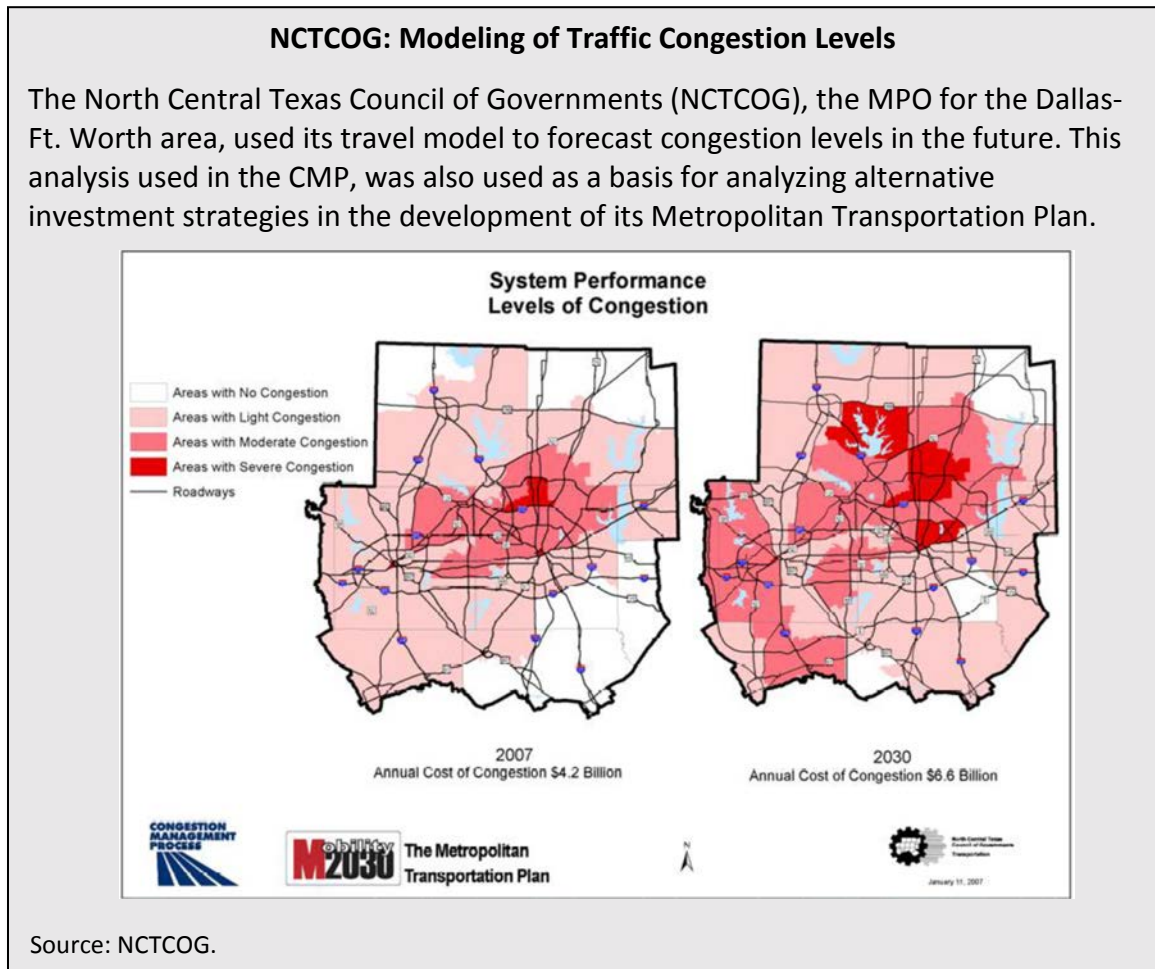 NCTCOG: Modeling of Traffic Congestion Levels
The North Central Texas Council of Governments (NCTCOG), the MPO for the Dallas-
Ft. Worth area, used its travel model to forecast congestion levels in the future. This
analysis used in the CMP, was also used as a basis for analyzing alternative
investment strategies in the development of its Metropolitan Transportation Plan.
System Performance
Levels of Congestion
Areas with No Congestion
Areas with Light Congestion
Areas with Moderate Congestion
Areas with Severe Congestion
Roadways
2007
Annual Cost of Congestion $4.2 Billion
2030
Annual Cost of Congestion $6.6 Billion
CONGESTION
MANAGEMENT
PROCESS
Mobility
2030
The Metropolitan
Transportation Plan
N
North Central Texas
Council of Governments
Transportation
January 11, 2007
Source: NCTCOG.